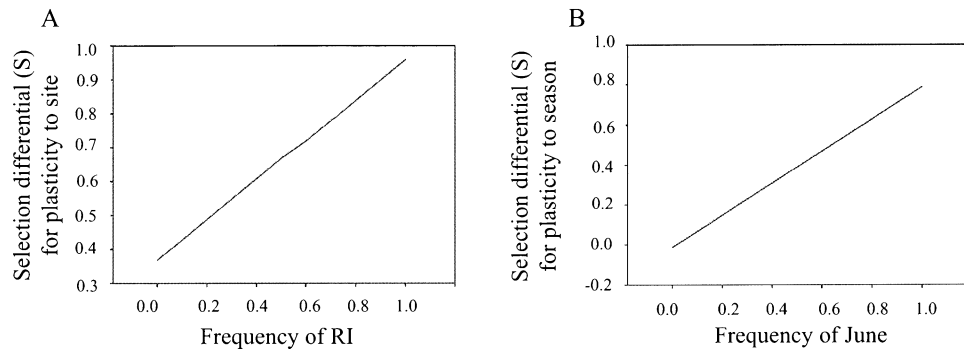 A
Selection differential (S)
for plasticity to site
1.0
0.9
0.8
0.7
0.6
0.5
0.4
0.3
0.0 0.2 0.4 0.6 0.8 1.0
Frequency of RI
B
Selection differential (S)
for plasticity to season
1.0
0.8
0.6
0.4
0.2
0.0
-0.2
0.0 0.2 0.4 0.6 0.8 1.0
Frequency of June